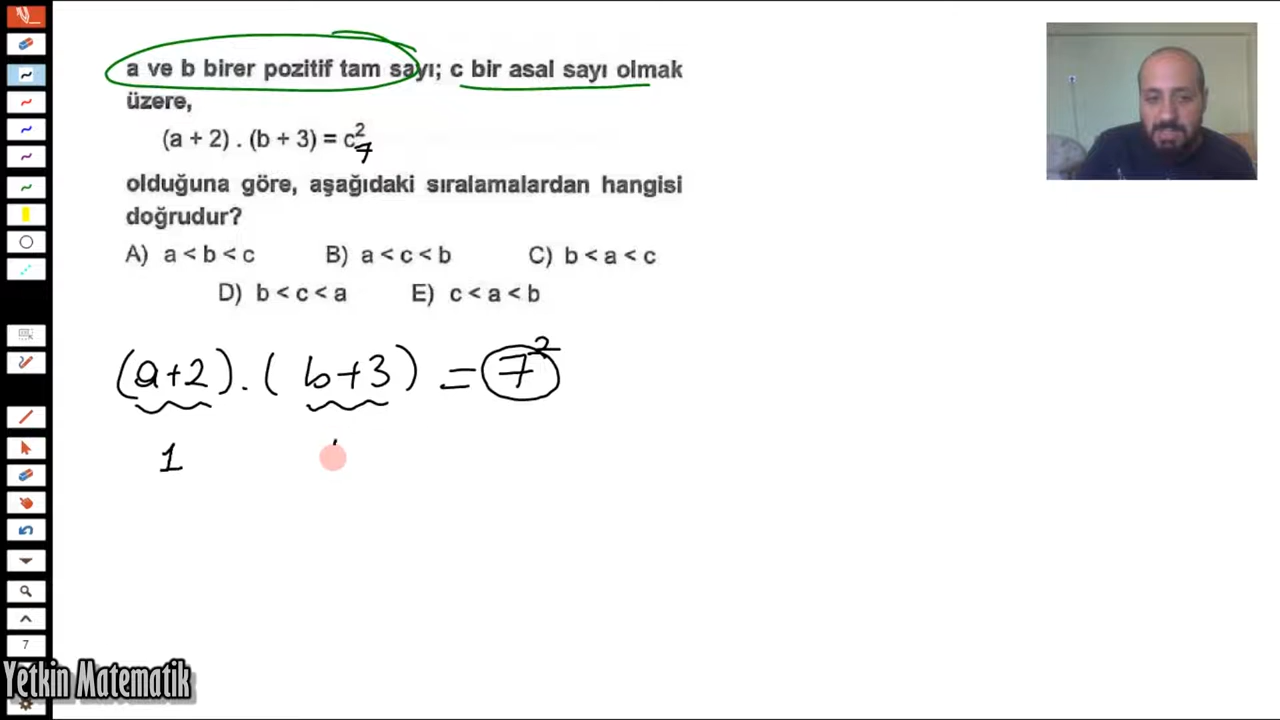 a ve b birer pozitif tam sayı; c bir asal sayı olmak
üzere,
(a + 2) . (b + 3) = c²
7
olduğuna göre, aşağıdaki sıralamalardan hangisi
doğrudur?
A) a < b < c B) a < c < b C) b < a < c
D) b < c < a E) c < a < b
(a+2).(b+3) = 7²
1
7
Yetkin Matematik